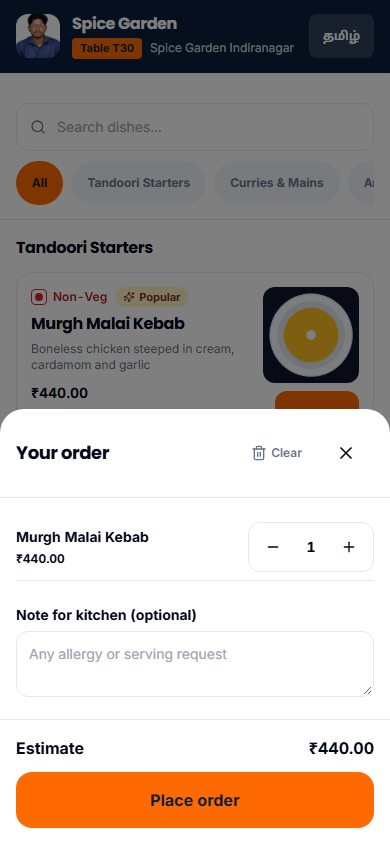 Spice Garden
Table T30 Spice Garden Indiranagar
தமிழ்
Search dishes...
All
Tandoori Starters
Curries & Mains
Tandoori Starters
Non-Veg
Popular
Murgh Malai Kebab
Boneless chicken steeped in cream,
cardamom and garlic
₹440.00
Your order
Clear
Murgh Malai Kebab
₹440.00
1
Note for kitchen (optional)
Any allergy or serving request
Estimate
₹440.00
Place order